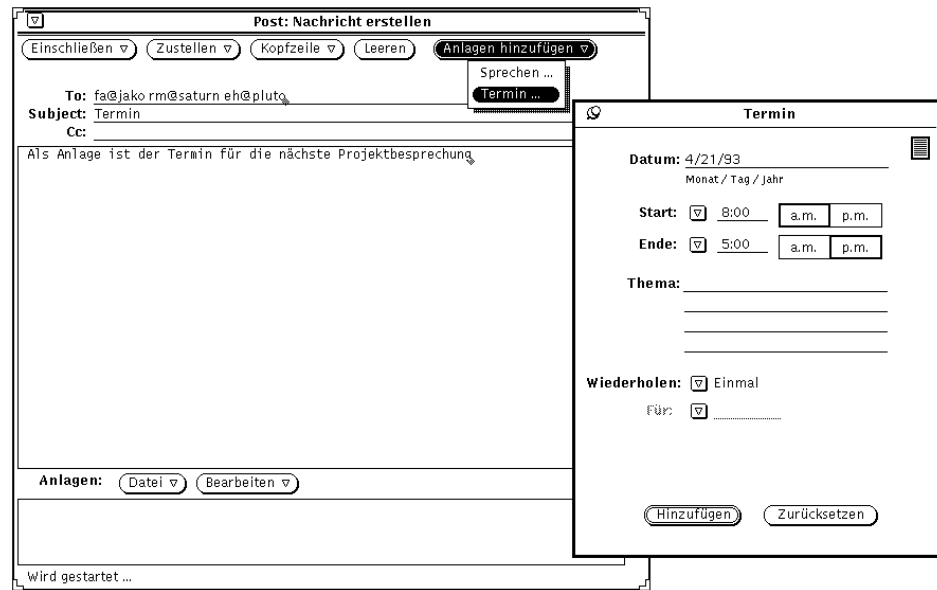 Post: Nachricht erstellen
Einschließen Zustellen Kopfzeile Leeren Anlagen hinzufügen
Sprechen ...
Termin ...
To: fa@jako rm@saturn eh@pluto
Subject: Termin
Cc:
Als Anlage ist der Termin für die nächste Projektbesprechung
Anlagen: Datei Bearbeiten
Wird gestartet ...
Termin
Datum: 4/21/93
Monat / Tag / Jahr
Start: 8:00 a.m. p.m.
Ende: 5:00 a.m. p.m.
Thema:
Wiederholen: Einmal
Für:
Hinzufügen Zurücksetzen